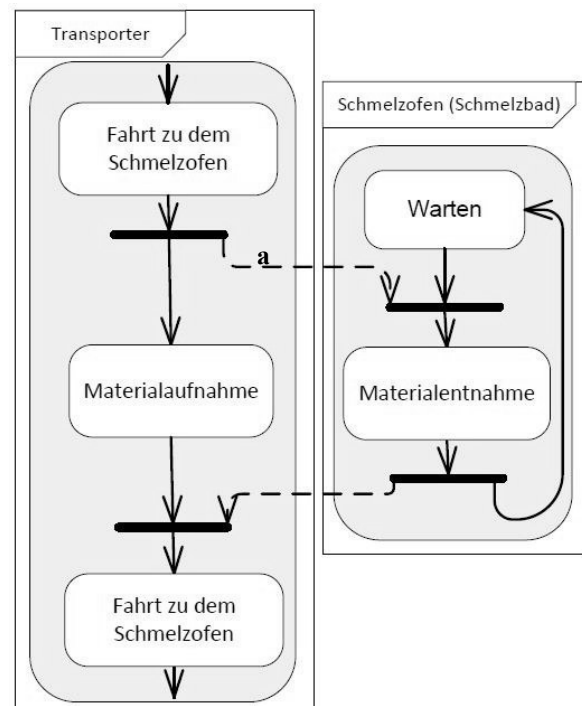 Transporter
Fahrt zu dem
Schmelzofen
a
Materialaufnahme
Fahrt zu dem
Schmelzofen
Schmelzofen (Schmelzbad)
Warten
Materialentnahme